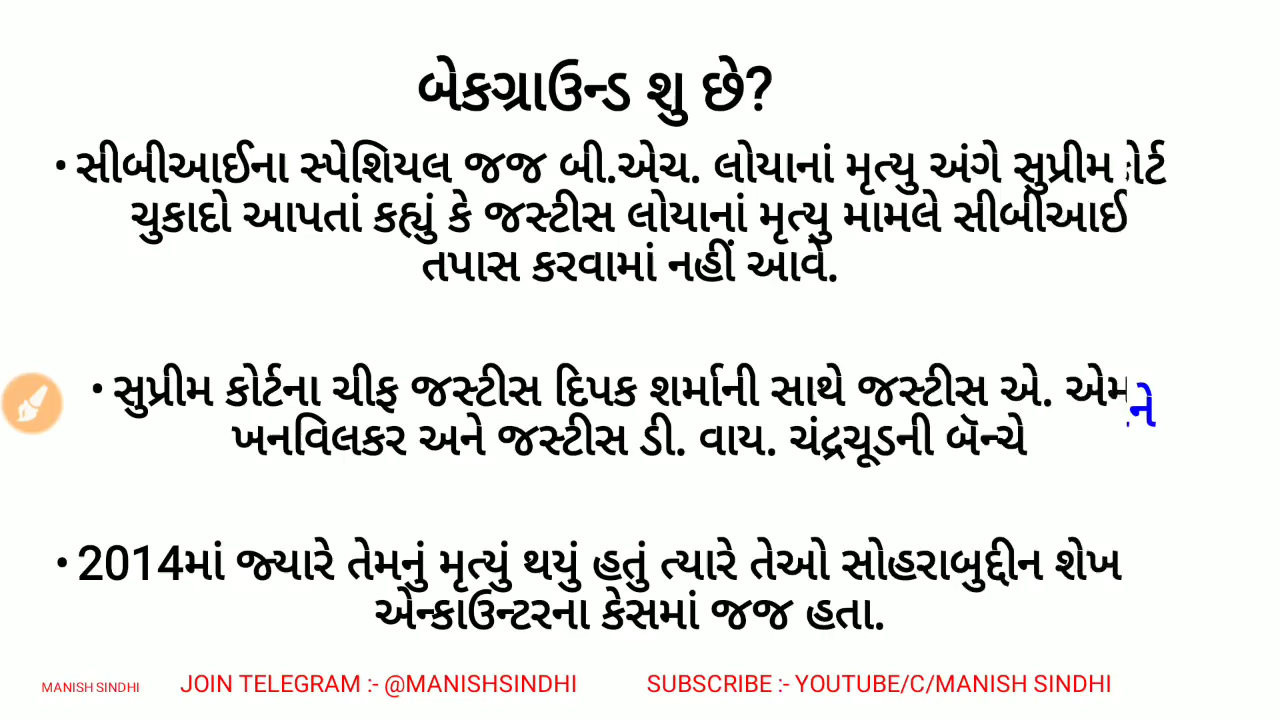 બેકગ્રાઉન્ડ શુ છે?
• સીબીઆઈના સ્પેશિયલ જજ બી.એચ. લોયાનાં મૃત્યુ અંગે સુપ્રીમ
ચુકાદો આપતાં કહ્યું કે જસ્ટીસ લોયાનાં મૃત્યુ મામલે સીબીઆઈ
તપાસ કરવામાં નહીં આવે.
• સુપ્રીમ કોર્ટના ચીફ જસ્ટીસ દિપક શર્માની સાથે જસ્ટીસ એ. એમ
ખનવિલકર અને જસ્ટીસ ડી. વાય. ચંદ્રચૂડની બૅન્ચે
• 2014માં જ્યારે તેમનું મૃત્યું થયું હતું ત્યારે તેઓ સોહરાબુદ્દીન શેખ
એન્કાઉન્ટરના કેસમાં જજ હતા.
MANISH SINDHI JOIN TELEGRAM :- @MANISHSINDHI SUBSCRIBE :- YOUTUBE/C/MANISH SINDHI